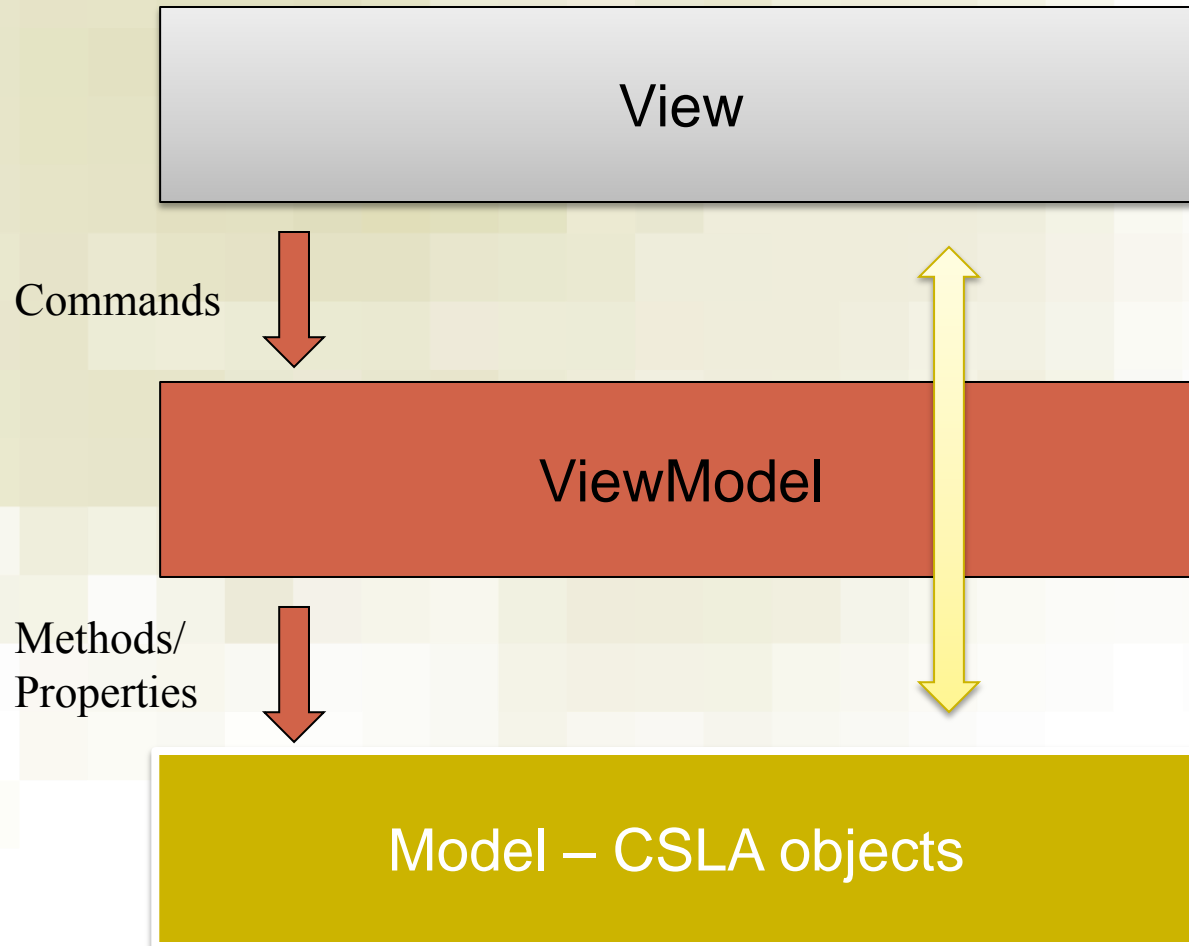 View
Commands
ViewModel
Methods/
Properties
Model – CSLA objects